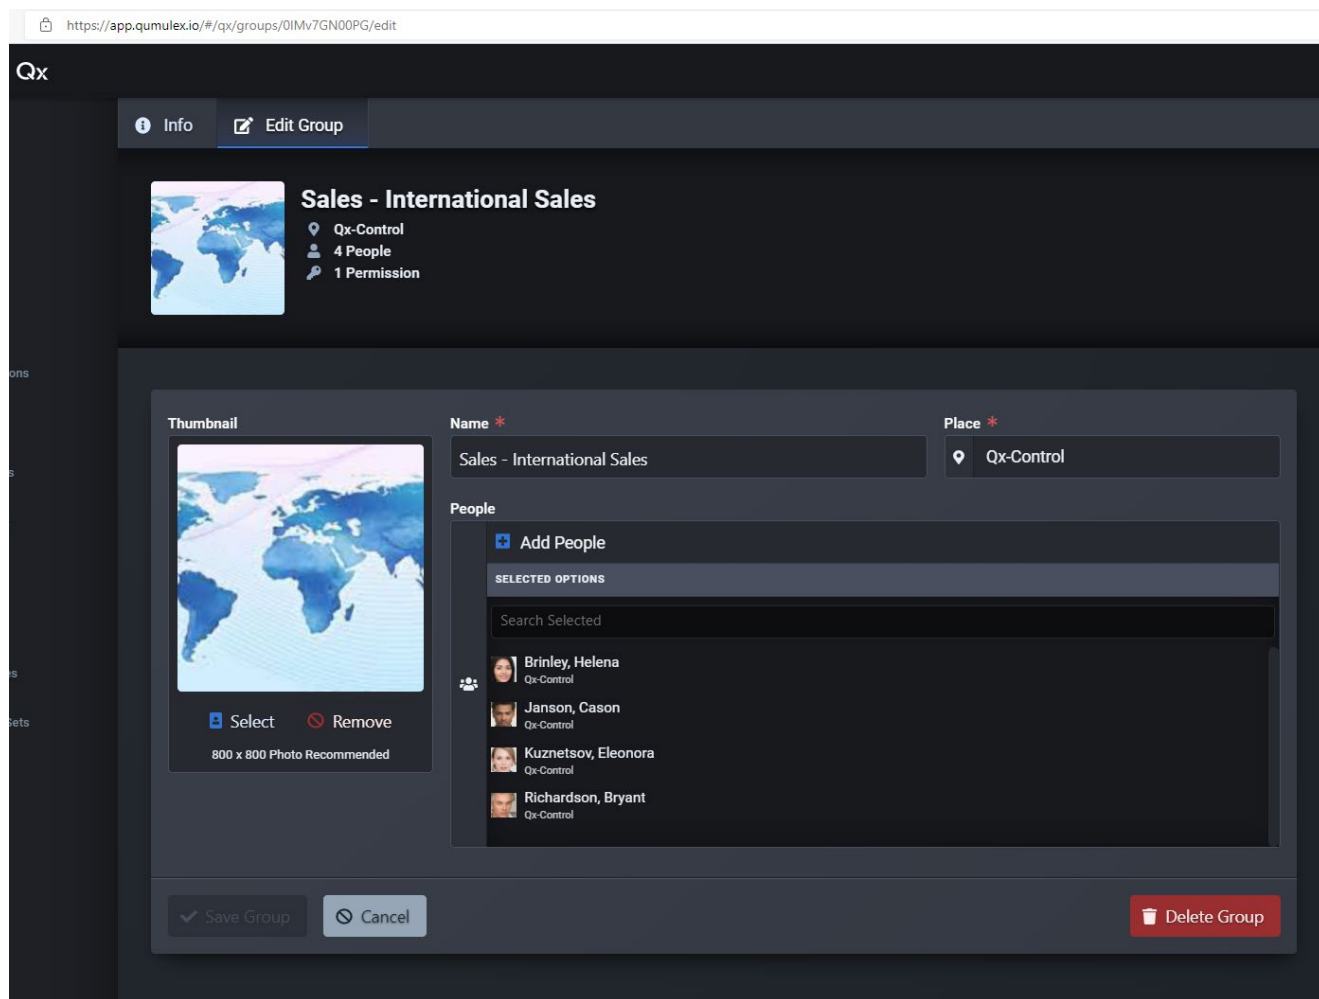 https://app.qumulex.io/#/qx/groups/0IMv7GN00PG/edit
Qx
Info
Edit Group
Sales - International Sales
Qx-Control
4 People
1 Permission
ons
s
es
Sets
Thumbnail
Name *
Place *
Sales - International Sales
Qx-Control
People
Add People
SELECTED OPTIONS
Search Selected
Brinley, Helena
Qx-Control
Janson, Cason
Qx-Control
Kuznetsov, Eleonora
Qx-Control
Richardson, Bryant
Qx-Control
Select
Remove
800 x 800 Photo Recommended
Save Group
Cancel
Delete Group